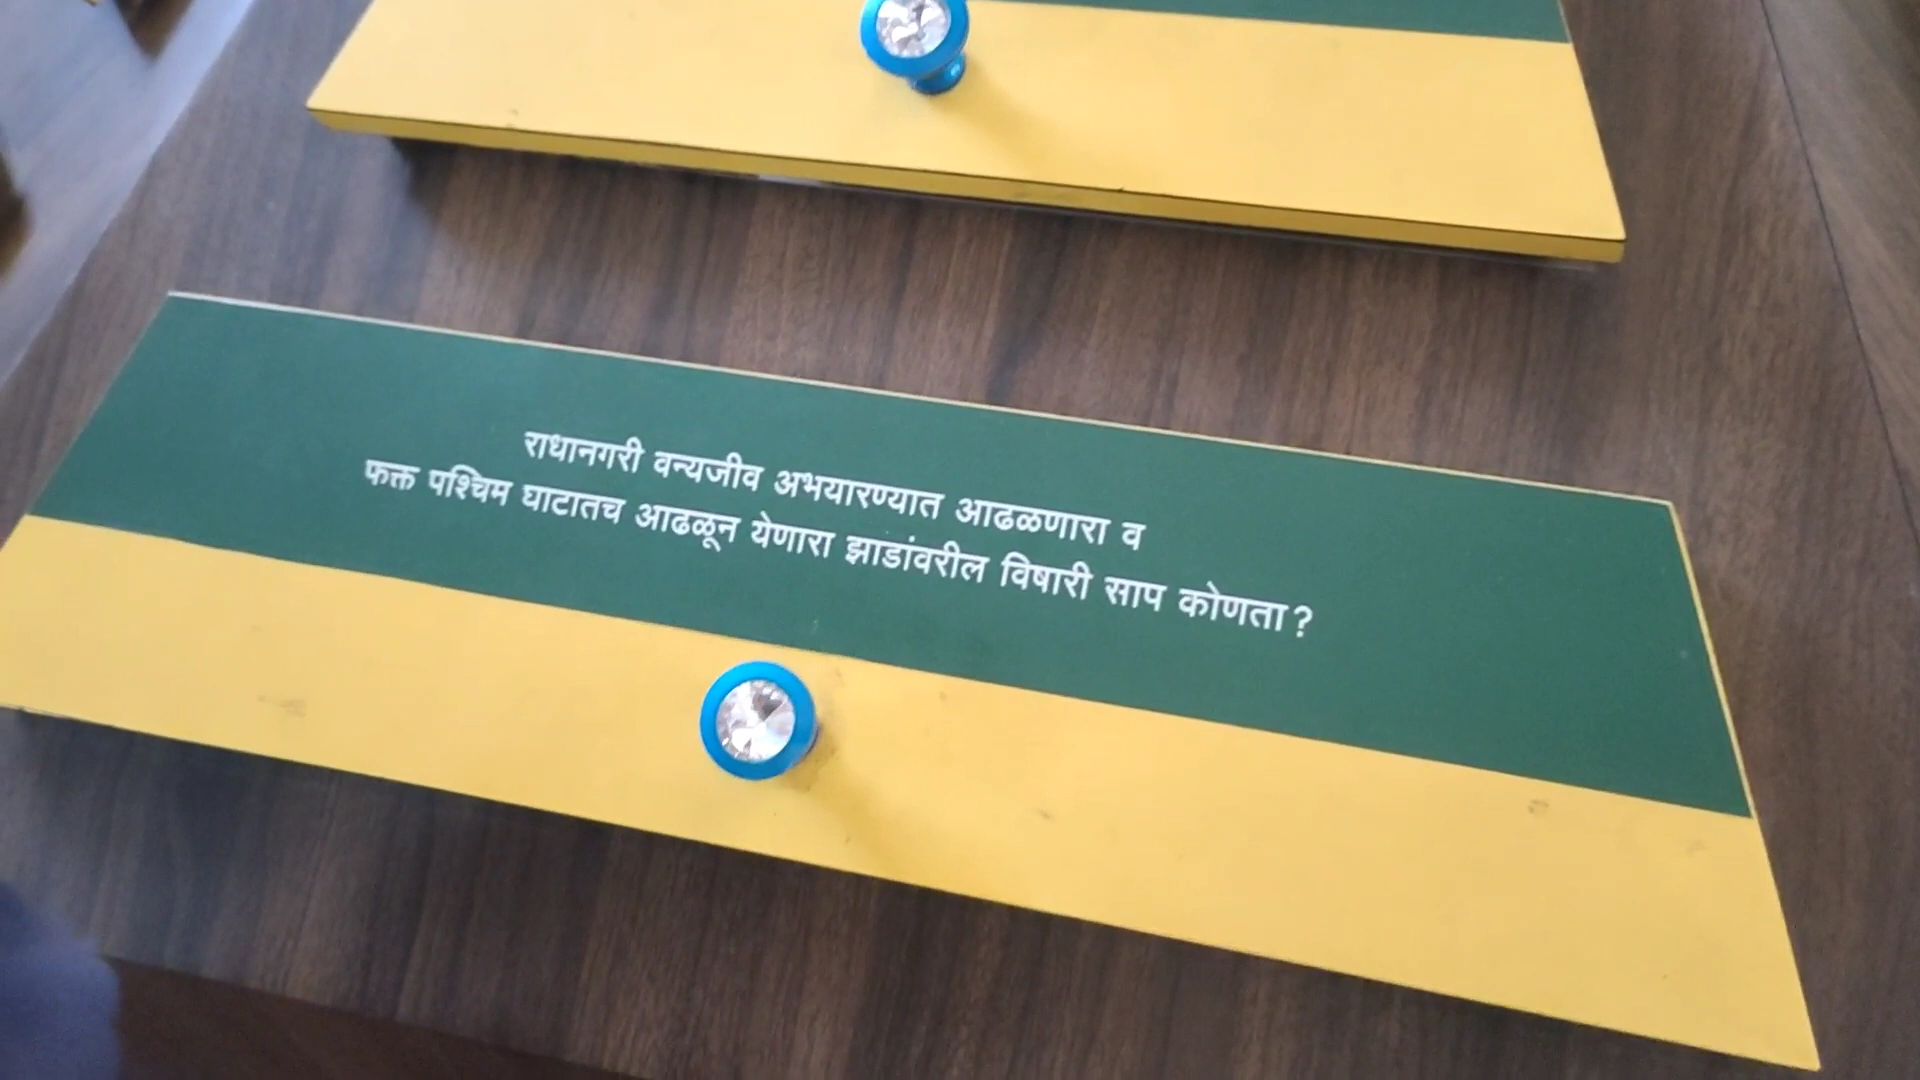 राधानगरी वन्यजीव अभयारण्यात आढळणारा व
फक्त पश्चिम घाटातच आढळून येणारा झाडांवरील विषारी साप कोणता?